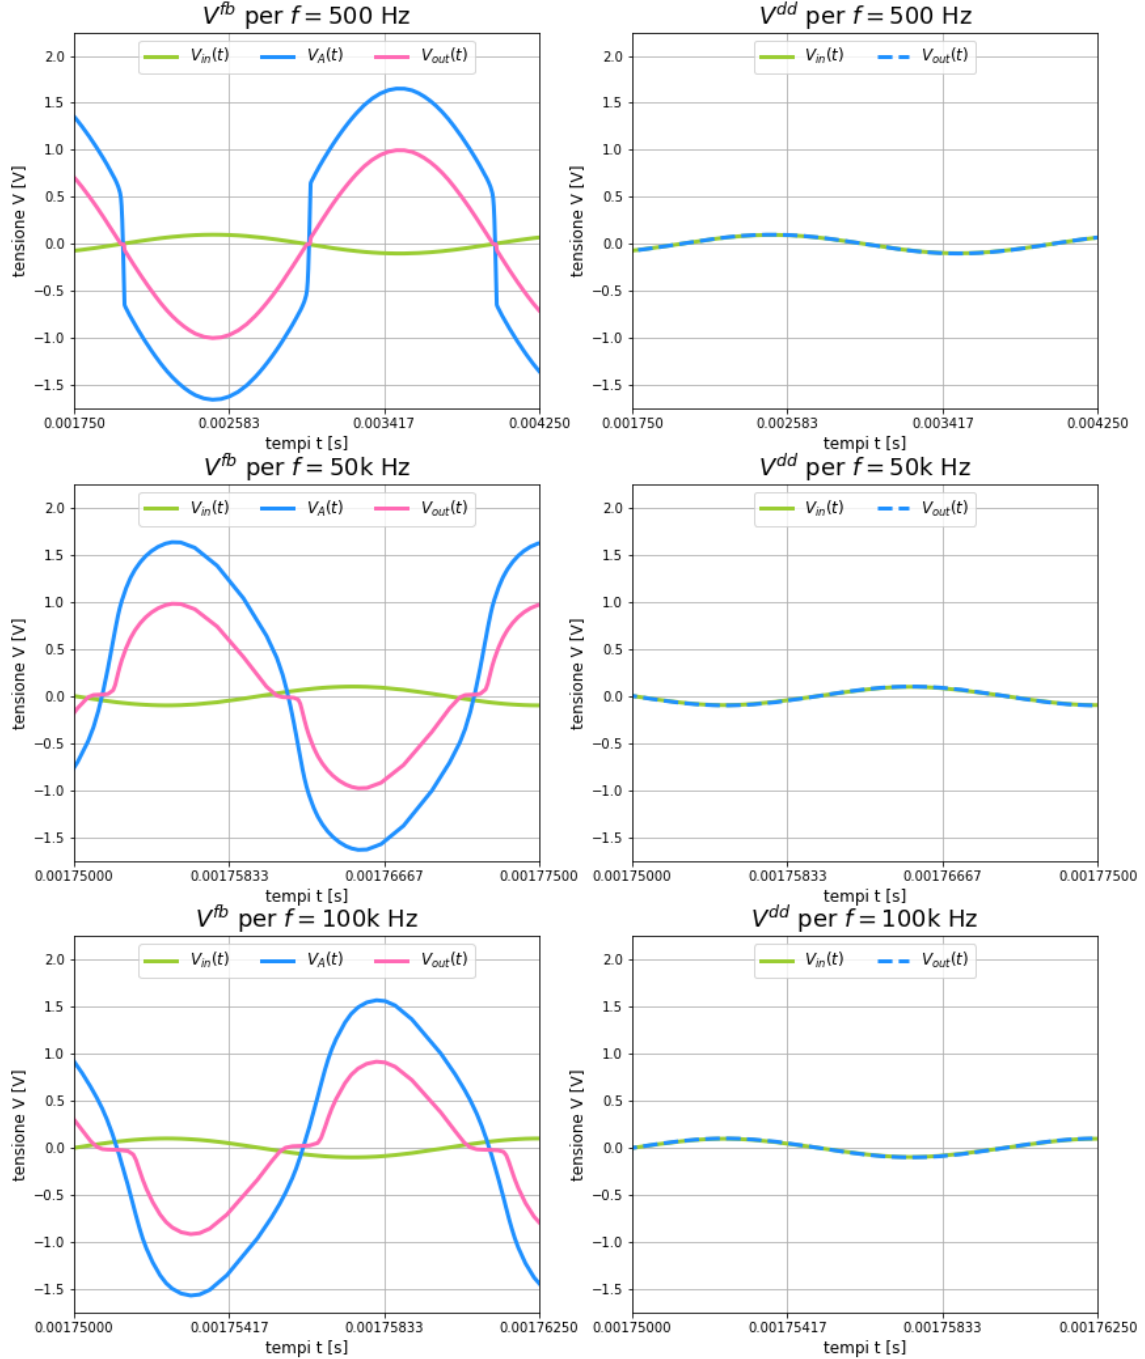 V^fb per f = 500 Hz
V_in(t) V_A(t) V_out(t)
tensione V [V]
2.0
1.5
1.0
0.5
0.0
−0.5
−1.0
−1.5
0.001750 0.002583 0.003417 0.004250
tempi t [s]
V^dd per f = 500 Hz
V_in(t) V_out(t)
tensione V [V]
2.0
1.5
1.0
0.5
0.0
−0.5
−1.0
−1.5
0.001750 0.002583 0.003417 0.004250
tempi t [s]
V^fb per f = 50k Hz
V_in(t) V_A(t) V_out(t)
tensione V [V]
2.0
1.5
1.0
0.5
0.0
−0.5
−1.0
−1.5
0.00175000 0.00175833 0.00176667 0.00177500
tempi t [s]
V^dd per f = 50k Hz
V_in(t) V_out(t)
tensione V [V]
2.0
1.5
1.0
0.5
0.0
−0.5
−1.0
−1.5
0.00175000 0.00175833 0.00176667 0.00177500
tempi t [s]
V^fb per f = 100k Hz
V_in(t) V_A(t) V_out(t)
tensione V [V]
2.0
1.5
1.0
0.5
0.0
−0.5
−1.0
−1.5
0.00175000 0.00175417 0.00175833 0.00176250
tempi t [s]
V^dd per f = 100k Hz
V_in(t) V_out(t)
tensione V [V]
2.0
1.5
1.0
0.5
0.0
−0.5
−1.0
−1.5
0.00175000 0.00175417 0.00175833 0.00176250
tempi t [s]